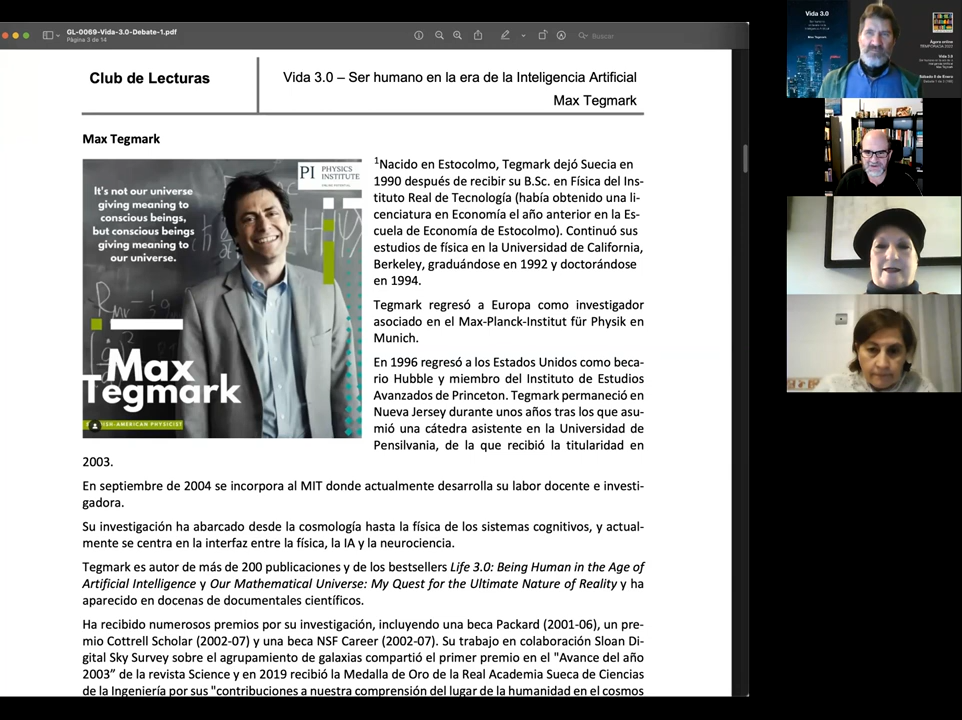 GL-0069-Vida-3.0-Debate-1.pdf
Página 3 de 14
Buscar
Club de Lecturas
Vida 3.0 – Ser humano en la era de la Inteligencia Artificial
Max Tegmark
Max Tegmark
PI PHYSICS
INSTITUTE
It's not our universe
giving meaning to
conscious beings,
but conscious beings
giving meaning to
our universe.
Max
Tegmark
-AMERICAN PHYSICIST
1Nacido en Estocolmo, Tegmark dejó Suecia en
1990 después de recibir su B.Sc. en Física del Ins-
tituto Real de Tecnología (había obtenido una li-
cenciatura en Economía el año anterior en la Es-
cuela de Economía de Estocolmo). Continuó sus
estudios de física en la Universidad de California,
Berkeley, graduándose en 1992 y doctorándose
en 1994.
Tegmark regresó a Europa como investigador
asociado en el Max-Planck-Institut für Physik en
Munich.
En 1996 regresó a los Estados Unidos como beca-
rio Hubble y miembro del Instituto de Estudios
Avanzados de Princeton. Tegmark permaneció en
Nueva Jersey durante unos años tras los que asu-
mió una cátedra asistente en la Universidad de
Pensilvania, de la que recibió la titularidad en
2003.
En septiembre de 2004 se incorpora al MIT donde actualmente desarrolla su labor docente e investi-
gadora.
Su investigación ha abarcado desde la cosmología hasta la física de los sistemas cognitivos, y actual-
mente se centra en la interfaz entre la física, la IA y la neurociencia.
Tegmark es autor de más de 200 publicaciones y de los bestsellers Life 3.0: Being Human in the Age of
Artificial Intelligence y Our Mathematical Universe: My Quest for the Ultimate Nature of Reality y ha
aparecido en docenas de documentales científicos.
Ha recibido numerosos premios por su investigación, incluyendo una beca Packard (2001-06), un pre-
mio Cottrell Scholar (2002-07) y una beca NSF Career (2002-07). Su trabajo en colaboración Sloan Di-
gital Sky Survey sobre el agrupamiento de galaxias compartió el primer premio en el "Avance del año
2003" de la revista Science y en 2019 recibió la Medalla de Oro de la Real Academia Sueca de Ciencias
de la Ingeniería por sus "contribuciones a nuestra comprensión del lugar de la humanidad en el cosmos
Vida 3.0
Max Tegmark
Ágora online
TEMPORADA 2022
Vida 3.0
Max Tegmark